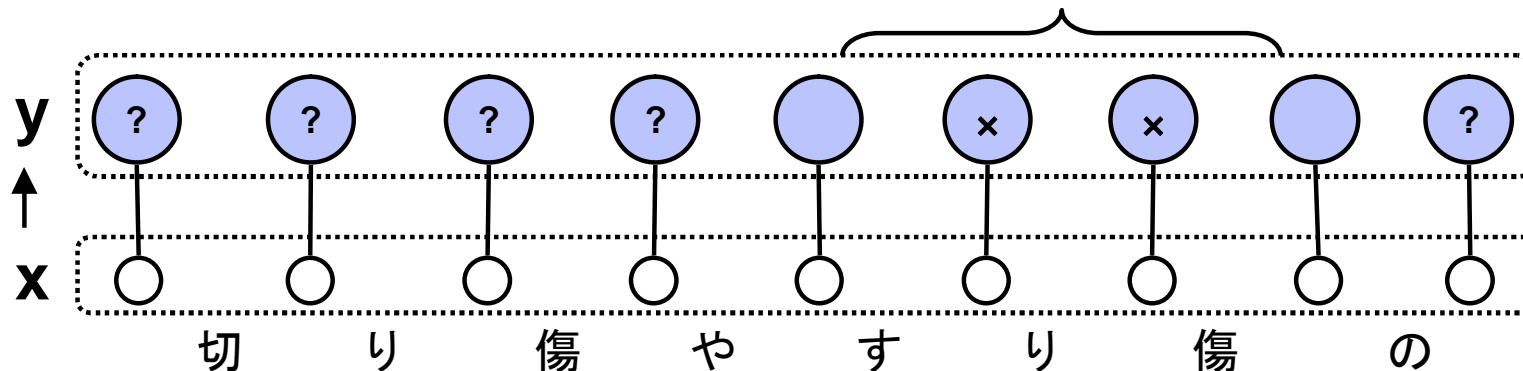 y ? ? ? ? × × ?
x
切 り 傷 や す り 傷 の